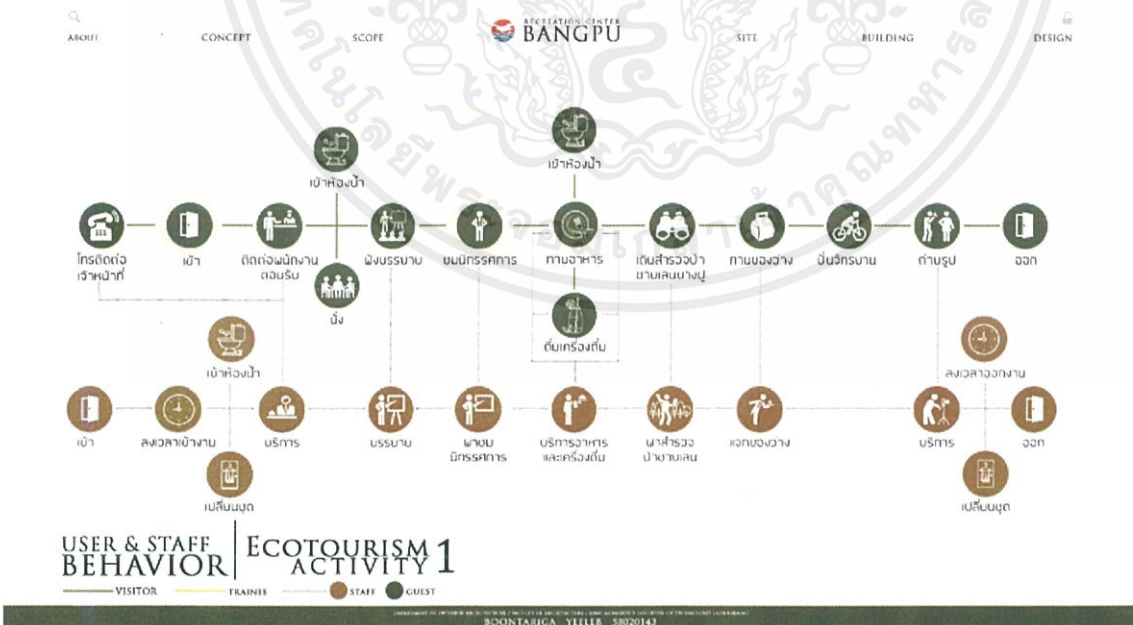 ABOUT
CONCEPT
SCOPE
RECREATION CENTER
BANGPU
SITE
BUILDING
DESIGN
เข้าห้องน้ำ
เข้าห้องน้ำ
โทรติดต่อ
เจ้าหน้าที่
เข้า
ติดต่อพนักงาน
ตอนรับ
ฟังบรรยาย
ชมนิทรรศการ
ทานอาหาร
เดินสำรวจป่า
ชายเลนบางปู
ทานของว่าง
ปั่นจักรยาน
ถ่ายรูป
ออก
นั่ง
ดื่มเครื่องดื่ม
เข้าห้องน้ำ
ลงเวลาออกงาน
เข้า
ลงเวลาเข้างาน
บริการ
บรรยาย
พาชม
นิทรรศการ
บริการอาหาร
และเครื่องดื่ม
พาสำรวจ
ป่าชายเลน
แจกของว่าง
บริการ
ออก
เปลี่ยนชุด
เปลี่ยนชุด
USER & STAFF
BEHAVIOR
ECOTOURISM
ACTIVITY 1
VISITOR
TRAINEE
STAFF
GUEST
BOONTARICA YEELEB 58020143